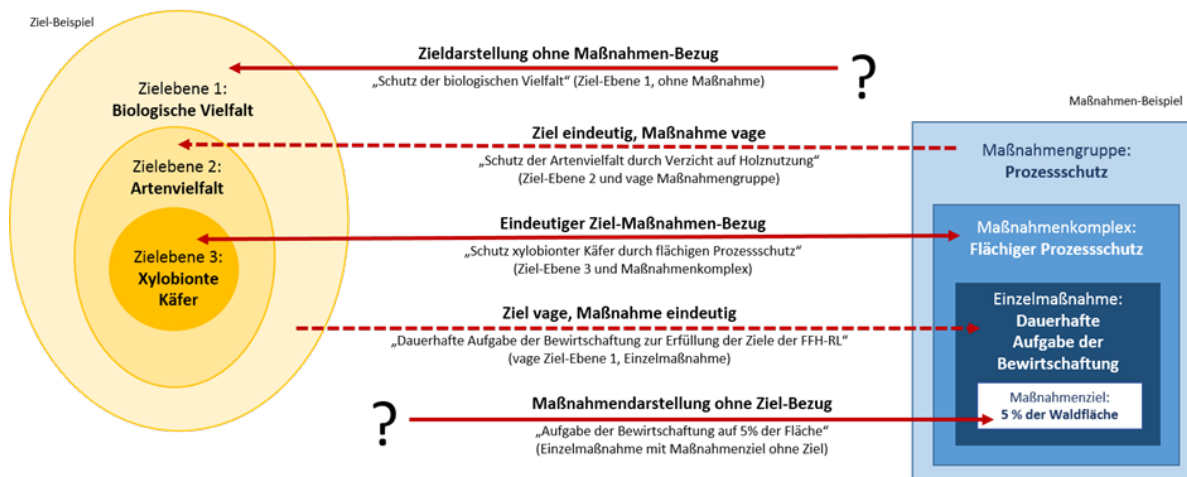 Ziel-Beispiel
Zielebene 1:
Biologische Vielfalt
Zielebene 2:
Artenvielfalt
Zielebene 3:
Xylobionte
Käfer
Zieldarstellung ohne Maßnahmen-Bezug
„Schutz der biologischen Vielfalt“ (Ziel-Ebene 1, ohne Maßnahme)
?
Ziel eindeutig, Maßnahme vage
„Schutz der Artenvielfalt durch Verzicht auf Holznutzung“
(Ziel-Ebene 2 und vage Maßnahmengruppe)
Eindeutiger Ziel-Maßnahmen-Bezug
„Schutz xylobionter Käfer durch flächigen Prozessschutz“
(Ziel-Ebene 3 und Maßnahmenkomplex)
Ziel vage, Maßnahme eindeutig
„Dauerhafte Aufgabe der Bewirtschaftung zur Erfüllung der Ziele der FFH-RL“
(vage Ziel-Ebene 1, Einzelmaßnahme)
?
Maßnahmendarstellung ohne Ziel-Bezug
„Aufgabe der Bewirtschaftung auf 5% der Fläche“
(Einzelmaßnahme mit Maßnahmenziel ohne Ziel)
Maßnahmen-Beispiel
Maßnahmengruppe:
Prozessschutz
Maßnahmenkomplex:
Flächiger Prozessschutz
Einzelmaßnahme:
Dauerhafte
Aufgabe der
Bewirtschaftung
Maßnahmenziel:
5 % der Waldfläche